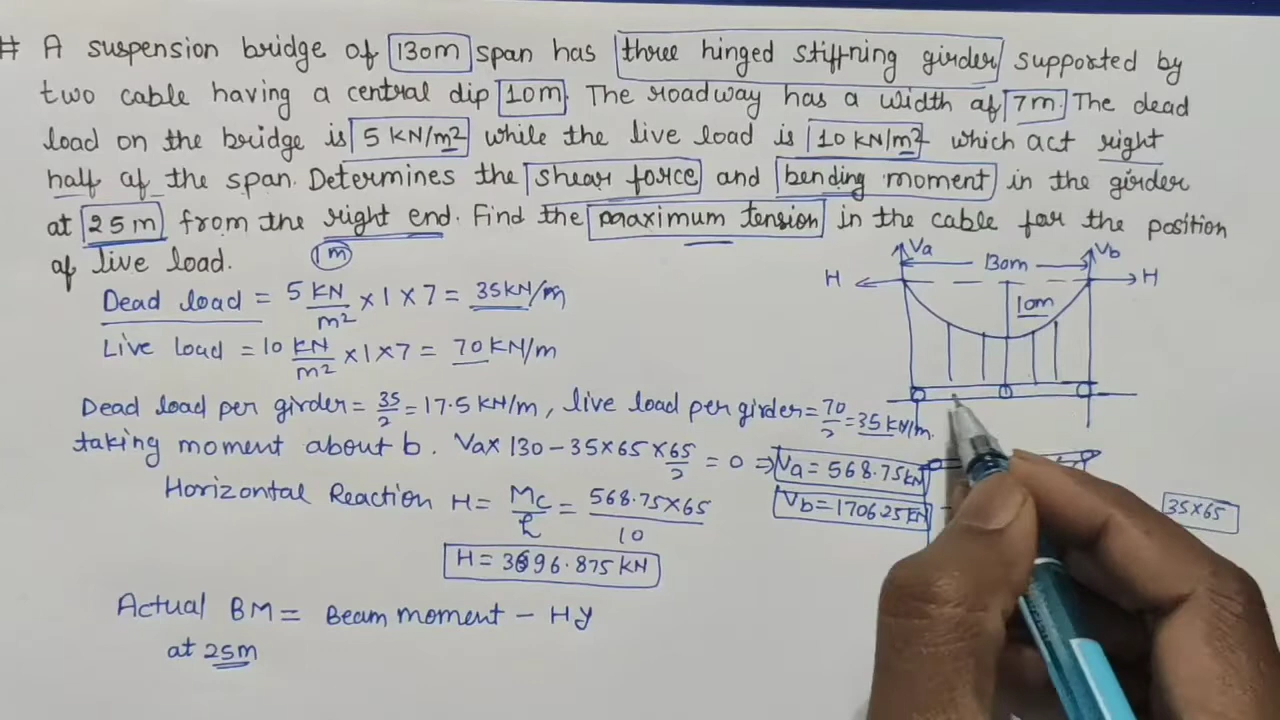 # A suspension bridge of 130m span has three hinged stiffning girder supported by
two cable having a central dip 10m. The roadway has a width of 7m. The dead
load on the bridge is 5 KN/m² while the live load is 10 KN/m² which act right
half of the span. Determines the shear force and bending moment in the girder
at 25m from the right end. Find the maximum tension in the cable for the position
of live load.
1m
Dead load = 5 KN/m² × 1 × 7 = 35KN/m
Live load = 10 KN/m² × 1 × 7 = 70 KN/m
Dead load per girder = 35/2 = 17.5 KN/m, live load per girder = 70/2 = 35 KN/m.
taking moment about b. Va × 130 - 35×65×65/2 = 0 ⇒ Va = 568.75KN
Vb = 170625 KN
Horizontal Reaction H = Mc/h = 568.75×65/10
H = 3696.875 KN
Actual BM = Beam moment - Hy
at 25m
Va
Vb
H
130m
H
10m
35×65